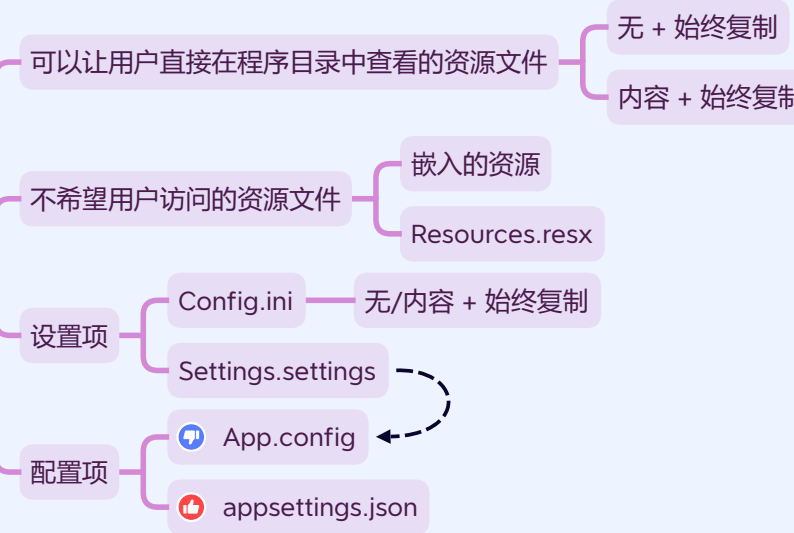 可以让用户直接在程序目录中查看的资源文件
无 + 始终复制
内容 + 始终复制
不希望用户访问的资源文件
嵌入的资源
Resources.resx
设置项
Config.ini
无/内容 + 始终复制
Settings.settings
配置项
App.config
appsettings.json